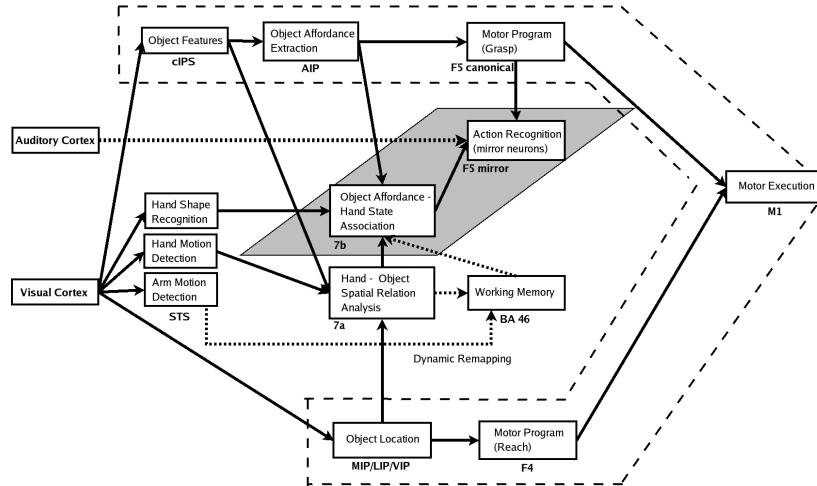 Object Features
cIPS
Object Affordance
Extraction
AIP
Motor Program
(Grasp)
F5 canonical
Auditory Cortex
Action Recognition
(mirror neurons)
F5 mirror
Motor Execution
M1
Hand Shape
Recognition
Object Affordance -
Hand State
Association
7b
Hand Motion
Detection
Visual Cortex
Arm Motion
Detection
STS
Hand - Object
Spatial Relation
Analysis
7a
Working Memory
BA 46
Dynamic Remapping
Object Location
MIP/LIP/VIP
Motor Program
(Reach)
F4